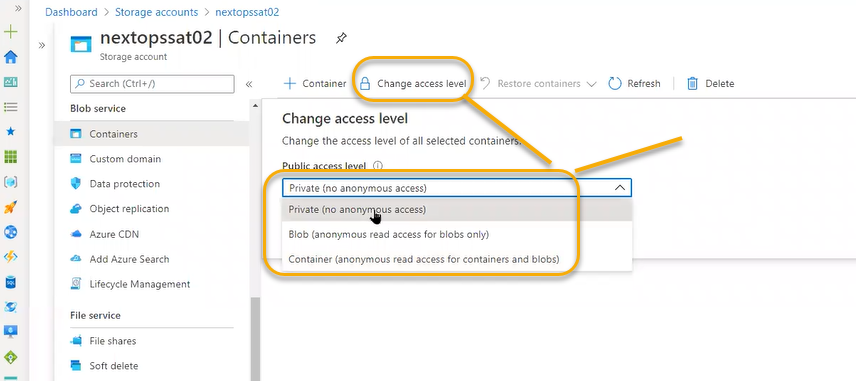 Dashboard > Storage accounts > nextopssat02
nextopssat02 | Containers
Storage account
Search (Ctrl+/)
Container
Change access level
Restore containers
Refresh
Delete
Blob service
Containers
Custom domain
Data protection
Object replication
Azure CDN
Add Azure Search
Lifecycle Management
File service
File shares
Soft delete
Change access level
Change the access level of all selected containers.
Public access level
Private (no anonymous access)
Private (no anonymous access)
Blob (anonymous read access for blobs only)
Container (anonymous read access for containers and blobs)